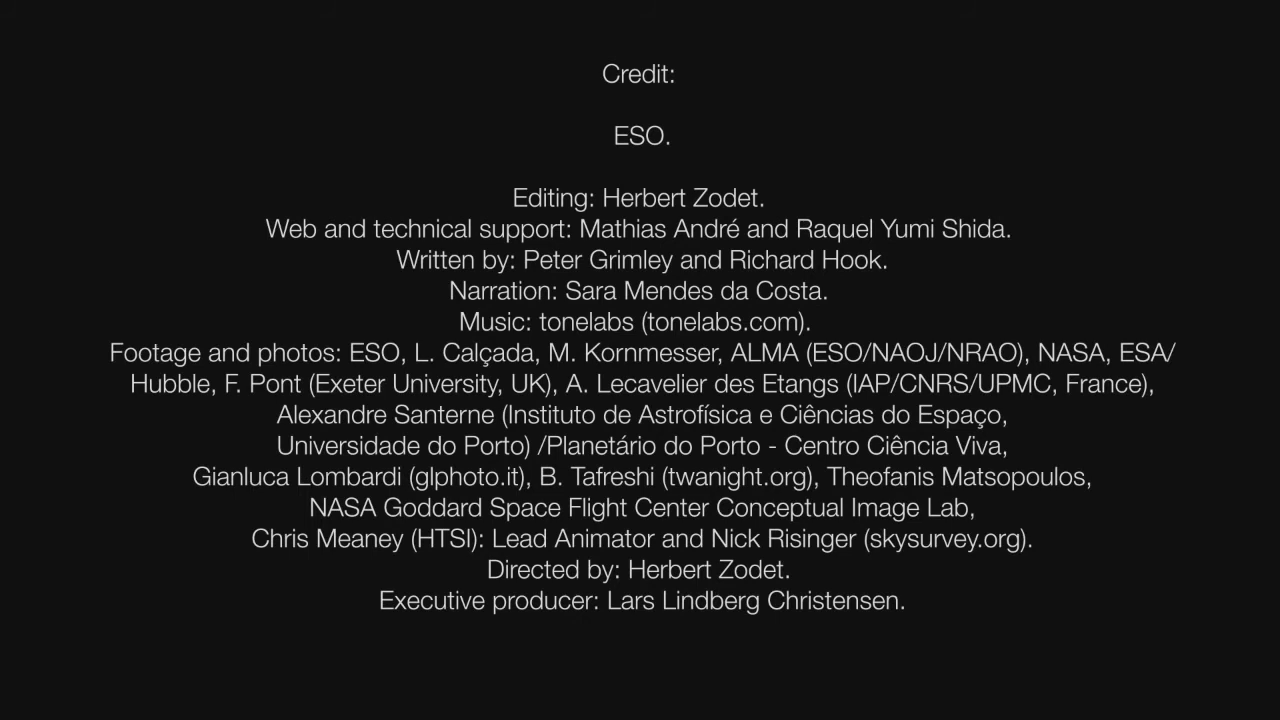 Credit:
ESO.
Editing: Herbert Zodet.
Web and technical support: Mathias André and Raquel Yumi Shida.
Written by: Peter Grimley and Richard Hook.
Narration: Sara Mendes da Costa.
Music: tonelabs (tonelabs.com).
Footage and photos: ESO, L. Calçada, M. Kornmesser, ALMA (ESO/NAOJ/NRAO), NASA, ESA/
Hubble, F. Pont (Exeter University, UK), A. Lecavelier des Etangs (IAP/CNRS/UPMC, France),
Alexandre Santerne (Instituto de Astrofísica e Ciências do Espaço,
Universidade do Porto) /Planetário do Porto - Centro Ciência Viva,
Gianluca Lombardi (glphoto.it), B. Tafreshi (twanight.org), Theofanis Matsopoulos,
NASA Goddard Space Flight Center Conceptual Image Lab,
Chris Meaney (HTSI): Lead Animator and Nick Risinger (skysurvey.org).
Directed by: Herbert Zodet.
Executive producer: Lars Lindberg Christensen.